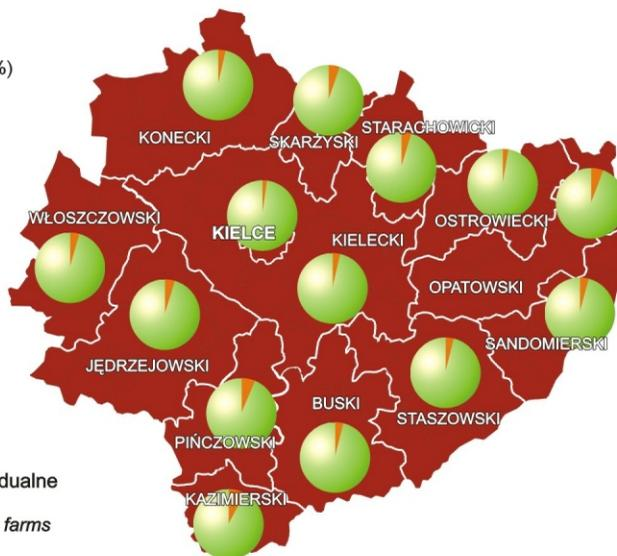 %)
KONECKI
SKARŻYSKI
STARACHOWICKI
WŁOSZCZOWSKI
KIELCE
KIELECKI
OSTROWIECKI
OPATOWSKI
JĘDRZEJOWSKI
SANDOMIERSKI
BUSKI
STASZOWSKI
PIŃCZOWSKI
dualne
KAZIMIERSKI
farms